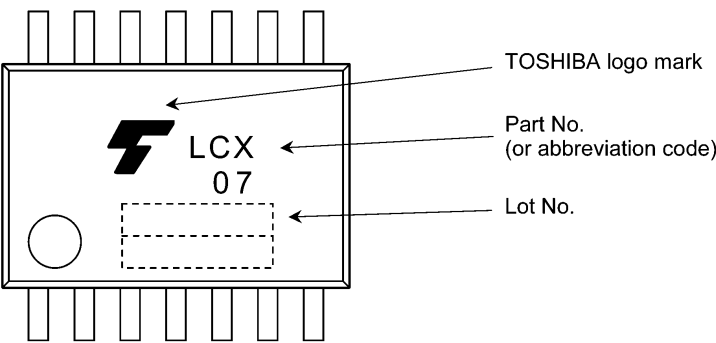 TOSHIBA logo mark
LCX
07
Part No.
(or abbreviation code)
Lot No.